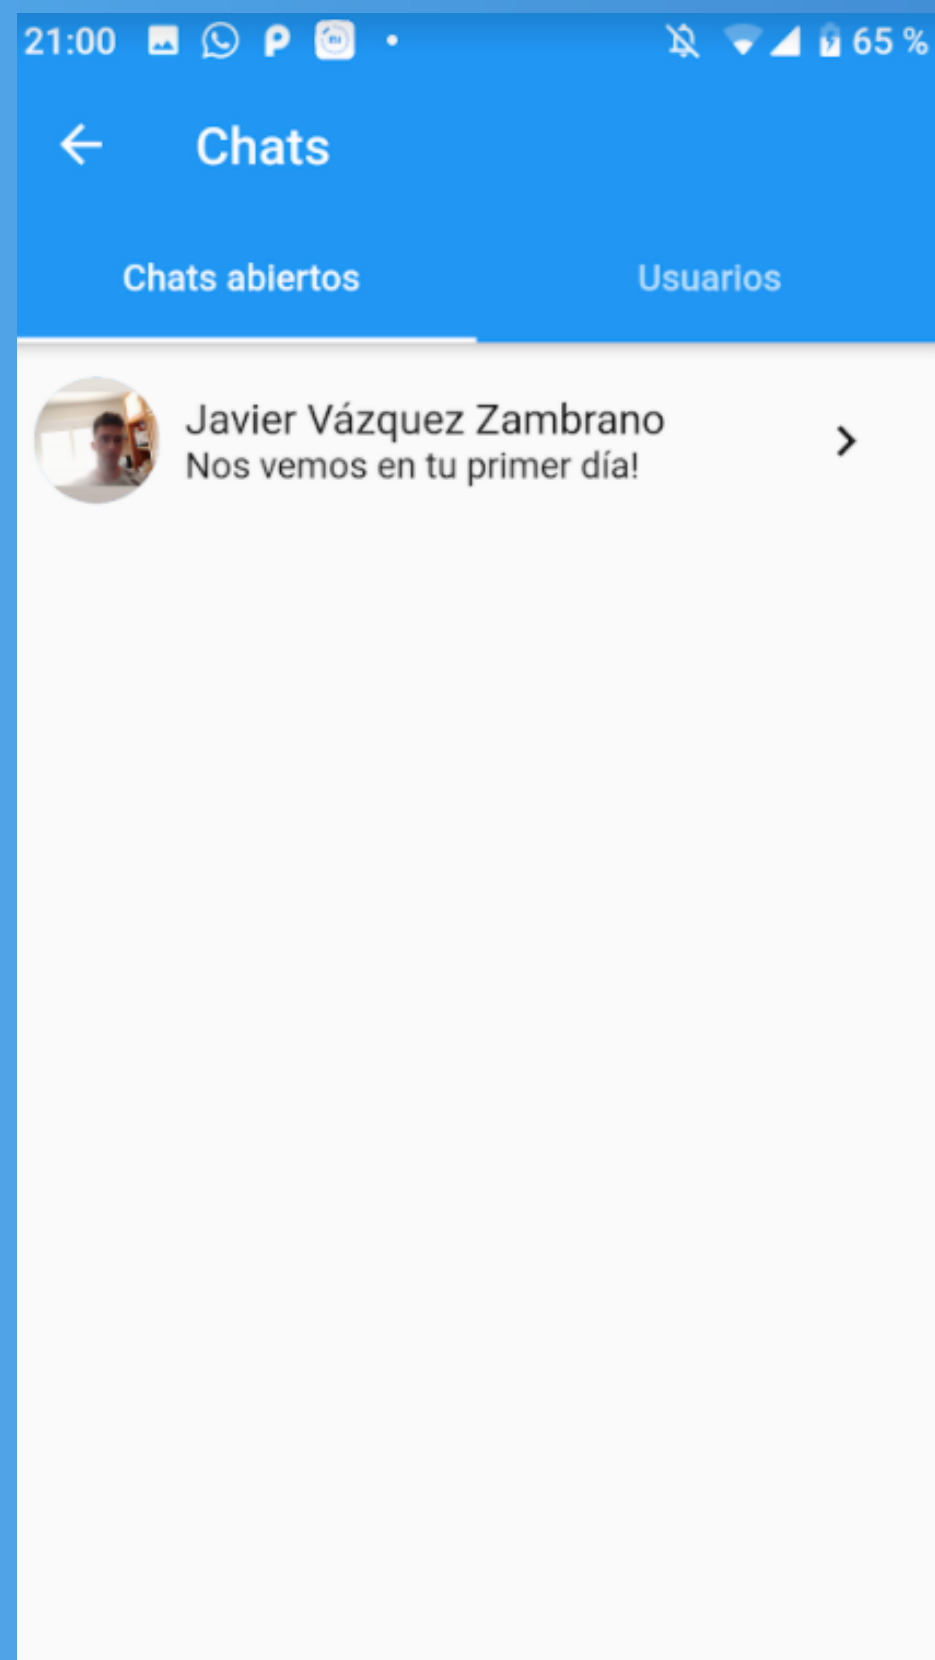 21:00 65 %
Chats
Chats abiertos Usuarios
Javier Vázquez Zambrano
Nos vemos en tu primer día!